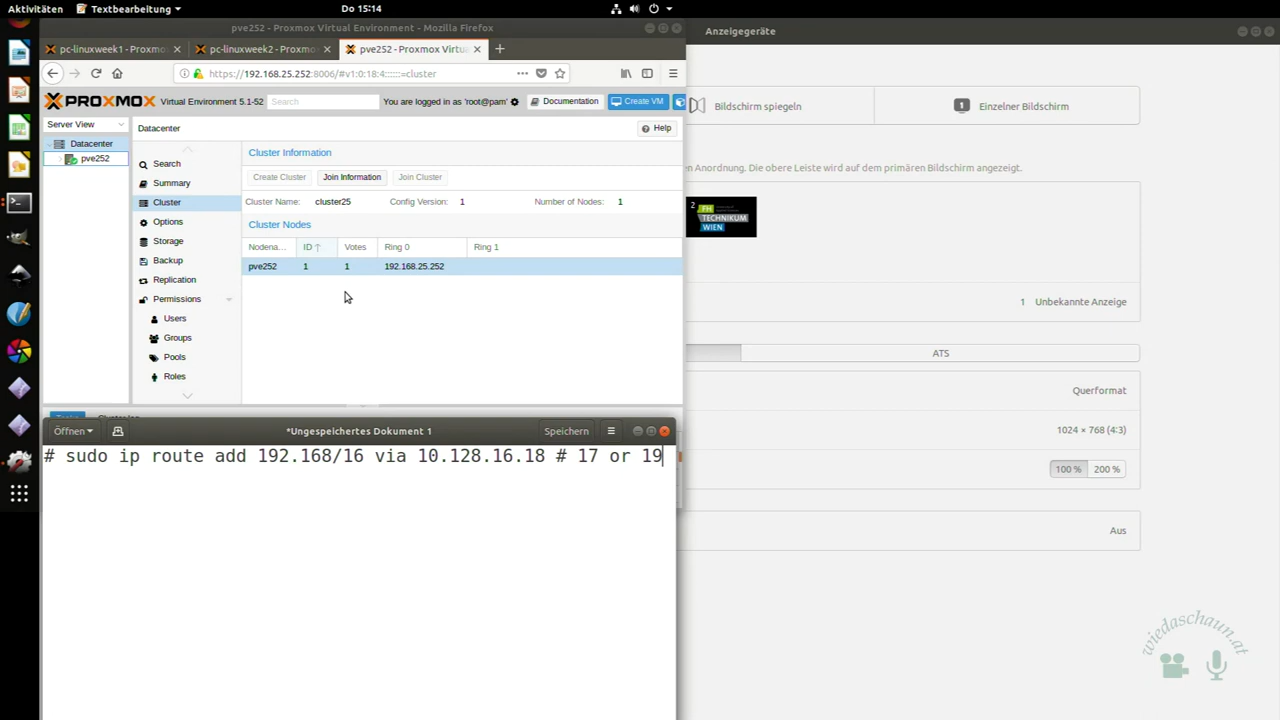 Aktivitäten
Textbearbeitung
Do 15:14
pve252 - Proxmox Virtual Environment - Mozilla Firefox
Anzeigegeräte
pc-linuxweek1 - Proxmo
pc-linuxweek2 - Proxmo
pve252 - Proxmox Virtu
https://192.168.25.252:8006/#v1:0:18:4::::::=cluster
PROXMOX
Virtual Environment 5.1-52
Search
You are logged in as 'root@pam'
Documentation
Create VM
Bildschirm spiegeln
1
Einzelner Bildschirm
Server View
Datacenter
Help
Datacenter
pve252
Search
Summary
Cluster
Options
Storage
Backup
Replication
Permissions
Users
Groups
Pools
Roles
Cluster Information
Create Cluster
Join Information
Join Cluster
Cluster Name:
cluster25
Config Version:
1
Number of Nodes:
1
Cluster Nodes
Nodena...
ID
Votes
Ring 0
Ring 1
pve252
1
1
192.168.25.252
en Anordnung. Die obere Leiste wird auf dem primären Bildschirm angezeigt.
2
FH
TECHNIKUM
WIEN
1 Unbekannte Anzeige
ATS
Querformat
1024 × 768 (4:3)
100 %
200 %
Aus
Öffnen
*Ungespeichertes Dokument 1
Speichern
# sudo ip route add 192.168/16 via 10.128.16.18 # 17 or 19
wiedaschaun.at